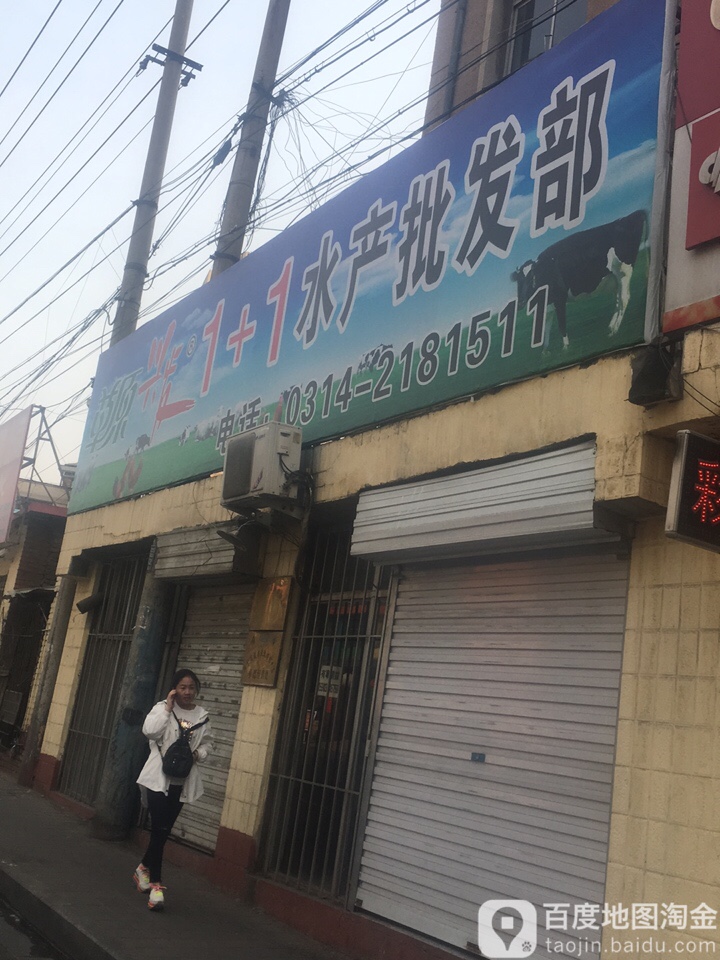 1+1水产批发部
电话:0314-2181511
彩
百度地图淘金
taojin.baidu.com